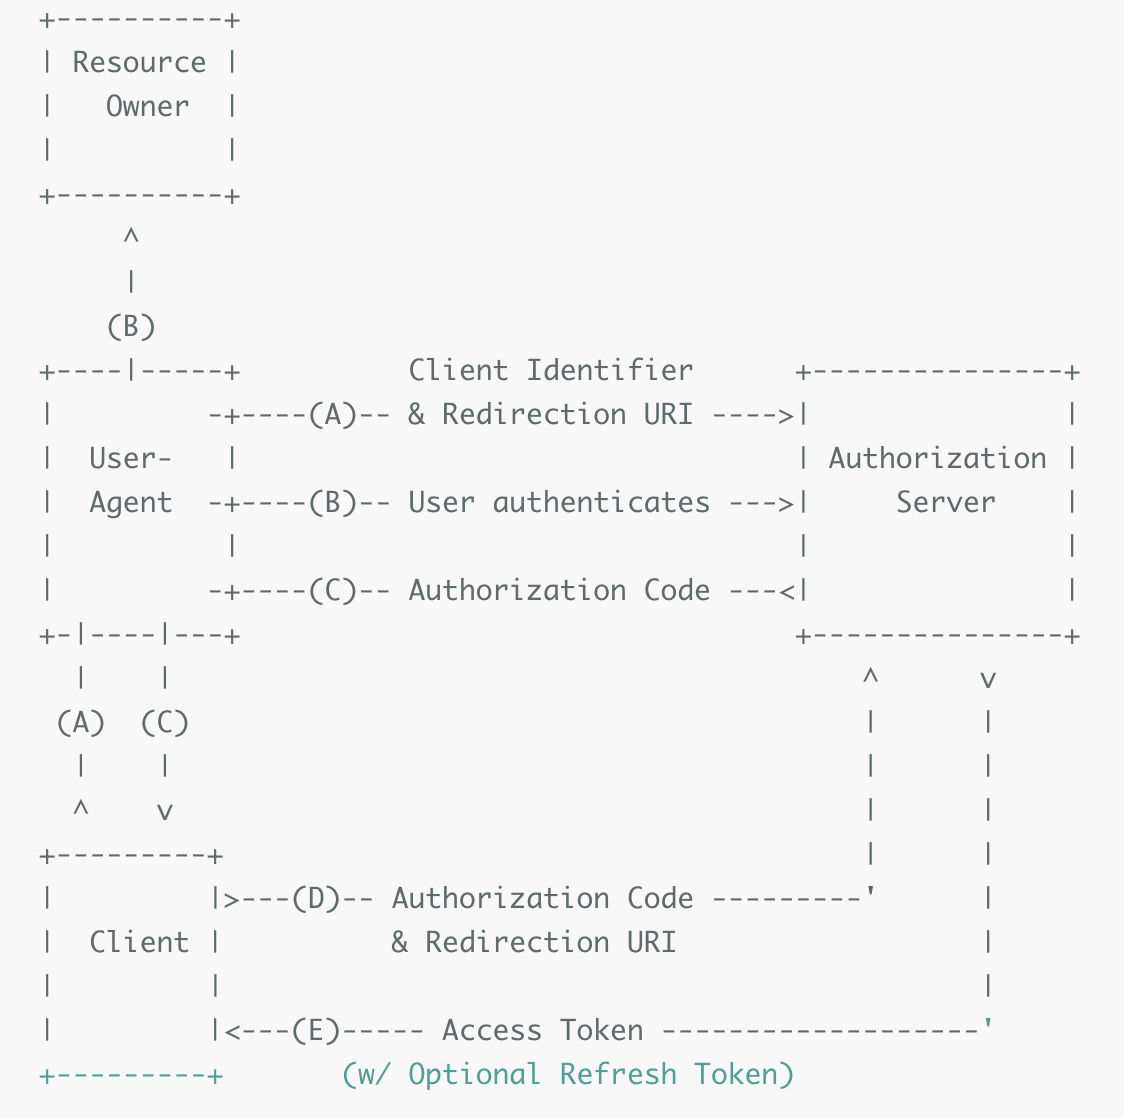 +----------+
| Resource |
|   Owner  |
|          |
+----------+
     ^
     |
    (B)
+----|-----+          Client Identifier      +---------------+
|         -+----(A)-- & Redirection URI ---->|               |
|  User-   |                                 | Authorization |
|  Agent  -+----(B)-- User authenticates --->|     Server    |
|          |                                 |               |
|         -+----(C)-- Authorization Code ---<|               |
+-|----|---+                                 +---------------+
  |    |                                         ^      v
 (A)  (C)                                        |      |
  |    |                                         |      |
  ^    v                                         |      |
+---------+                                      |      |
|         |>---(D)-- Authorization Code ---------'      |
|  Client |          & Redirection URI                  |
|         |                                             |
|         |<---(E)----- Access Token -------------------'
+---------+       (w/ Optional Refresh Token)